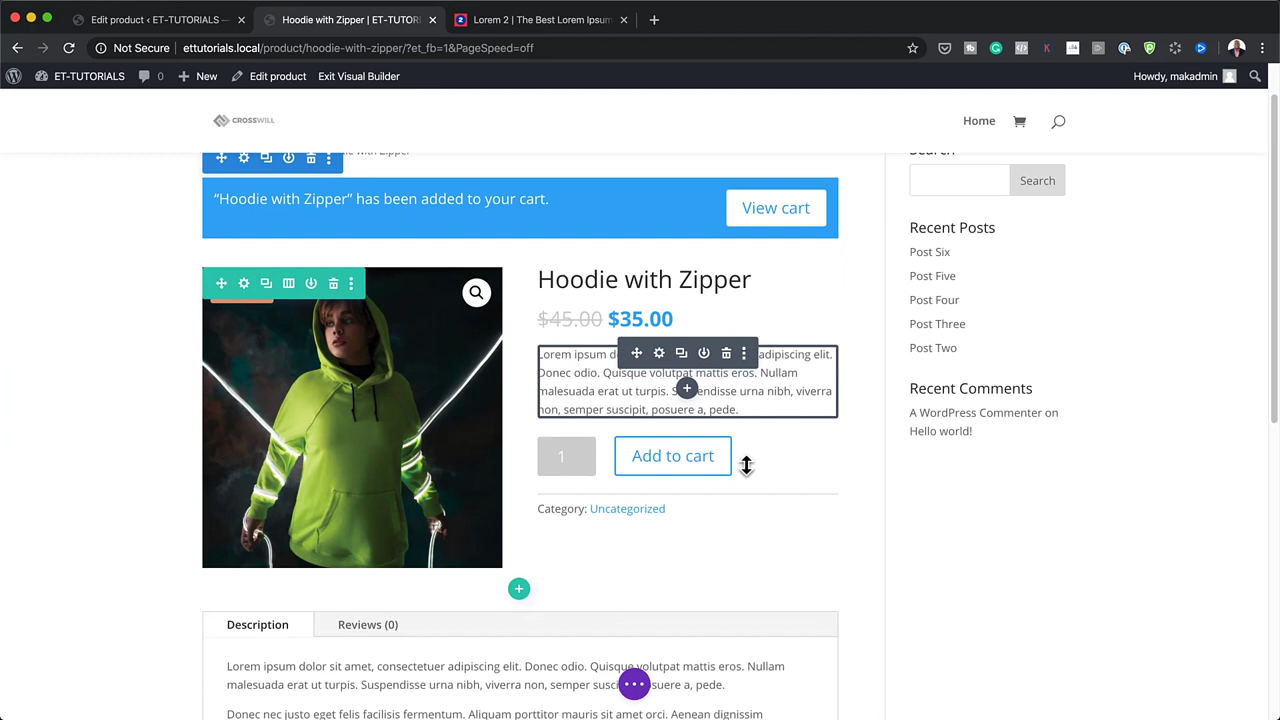 Edit product ‹ ET-TUTORIALS —
Hoodie with Zipper | ET-TUTOR
Lorem 2 | The Best Lorem Ipsum
Not Secure
ettutorials.local/product/hoodie-with-zipper/?et_fb=1&PageSpeed=off
ET-TUTORIALS
0
New
Edit product
Exit Visual Builder
Howdy, makadmin
CROSSWILL
Home
with Zipper
Search
Search
“Hoodie with Zipper” has been added to your cart.
View cart
Recent Posts
Post Six
Post Five
Post Four
Post Three
Post Two
Recent Comments
A WordPress Commenter on
Hello world!
Hoodie with Zipper
$45.00 $35.00
Lorem ipsum d adipiscing elit.
Donec odio. Quisque volutpat mattis eros. Nullam
malesuada erat ut turpis. endisse urna nibh, viverra
non, semper suscipit, posuere a, pede.
1
Add to cart
Category: Uncategorized
Description
Reviews (0)
Lorem ipsum dolor sit amet, consectetuer adipiscing elit. Donec odio. Quisque volutpat mattis eros. Nullam
malesuada erat ut turpis. Suspendisse urna nibh, viverra non, semper susc suere a, pede.
Donec nec justo eget felis facilisis fermentum. Aliquam porttitor mauris sit amet orci. Aenean dignissim